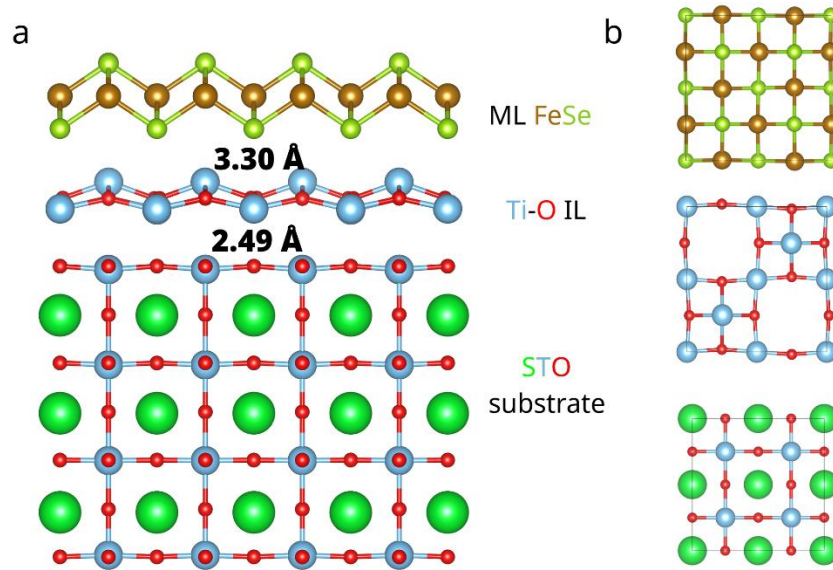 a
b
ML FeSe
3.30 Å
Ti-O IL
2.49 Å
STO
substrate